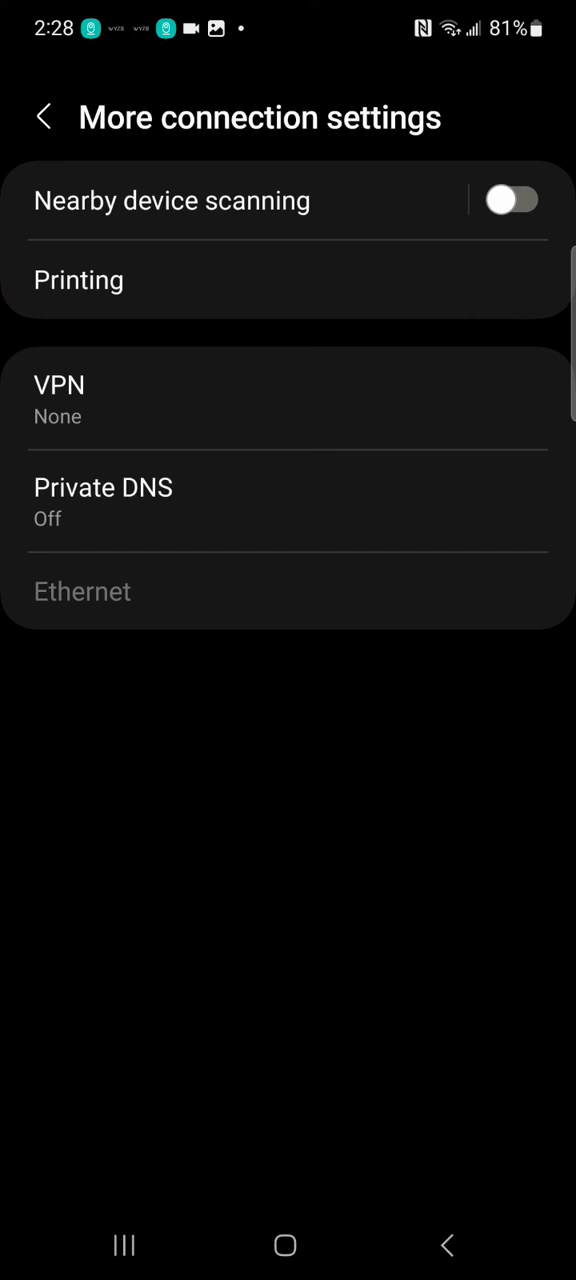 2:28 81%
More connection settings
Nearby device scanning
Printing
VPN
None
Private DNS
Off
Ethernet